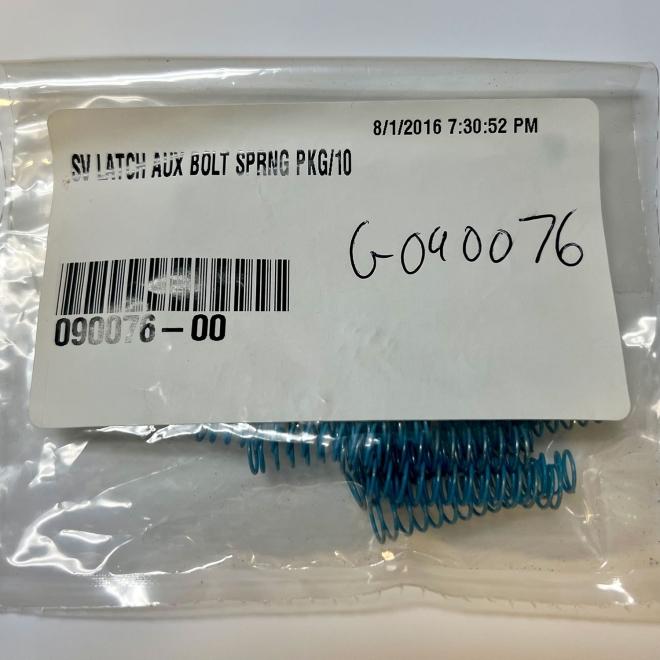 8/1/2016 7:30:52 PM
SV LATCH AUX BOLT SPRNG PKG/10
G090076
090076-00